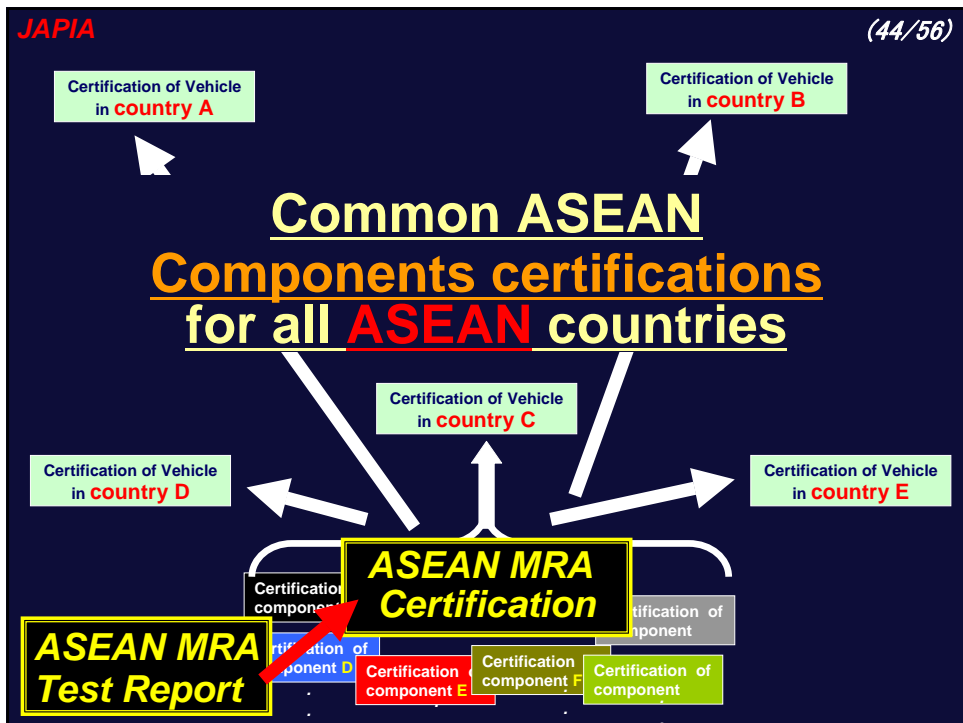 JAPIA
(44/56)
Certification of Vehicle
in country A
Certification of Vehicle
in country B
Common ASEAN
Components certifications
for all ASEAN countries
Certification of Vehicle
in country C
Certification of Vehicle
in country D
Certification of Vehicle
in country E
ASEAN MRA
Certification
Certification
component
of
component
ASEAN MRA
Test Report
of
D
Certification
component E
Certification
component F
Certification of
component